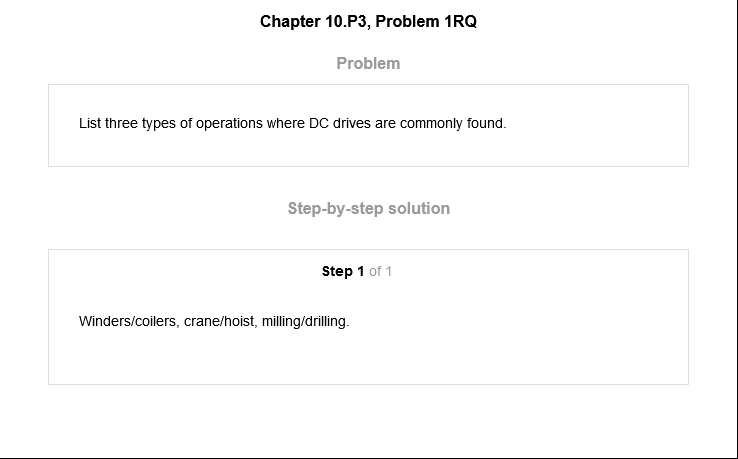 Chapter 10.P3, Problem 1RQ
Problem
List three types of operations where DC drives are commonly found.
Step-by-step solution
Step 1 of 1
Winders/coilers, crane/hoist, milling/drilling.